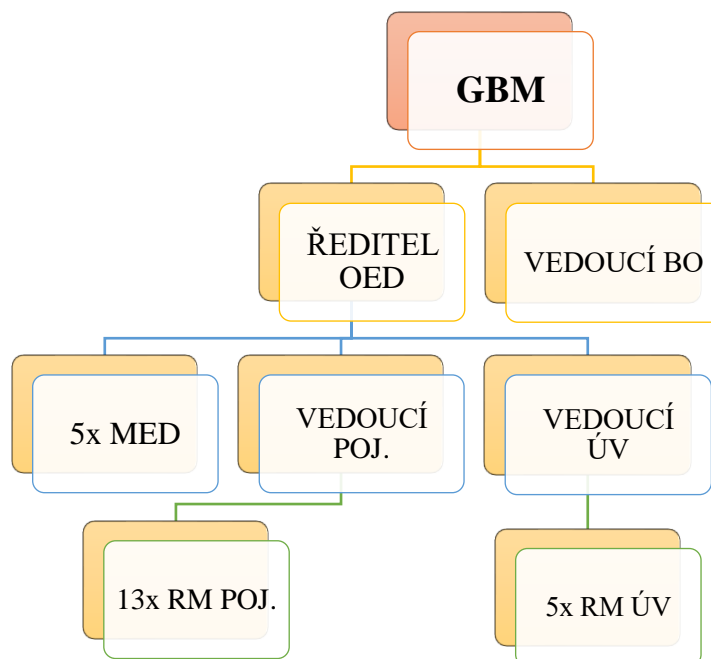 GBM
ŘEDITEL
OED
VEDOUCÍ BO
5x MED
VEDOUCÍ
POJ.
VEDOUCÍ
ÚV
13x RM POJ.
5x RM ÚV